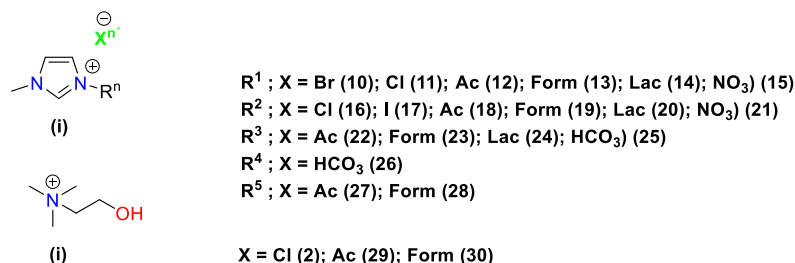 ⊖
Xⁿ´
⊕
N N Rⁿ
(i)
R¹ ; X = Br (10); Cl (11); Ac (12); Form (13); Lac (14); NO₃) (15)
R² ; X = Cl (16); I (17); Ac (18); Form (19); Lac (20); NO₃) (21)
R³ ; X = Ac (22); Form (23); Lac (24); HCO₃) (25)
R⁴ ; X = HCO₃ (26)
R⁵ ; X = Ac (27); Form (28)
⊕
N
OH
(i)
X = Cl (2); Ac (29); Form (30)